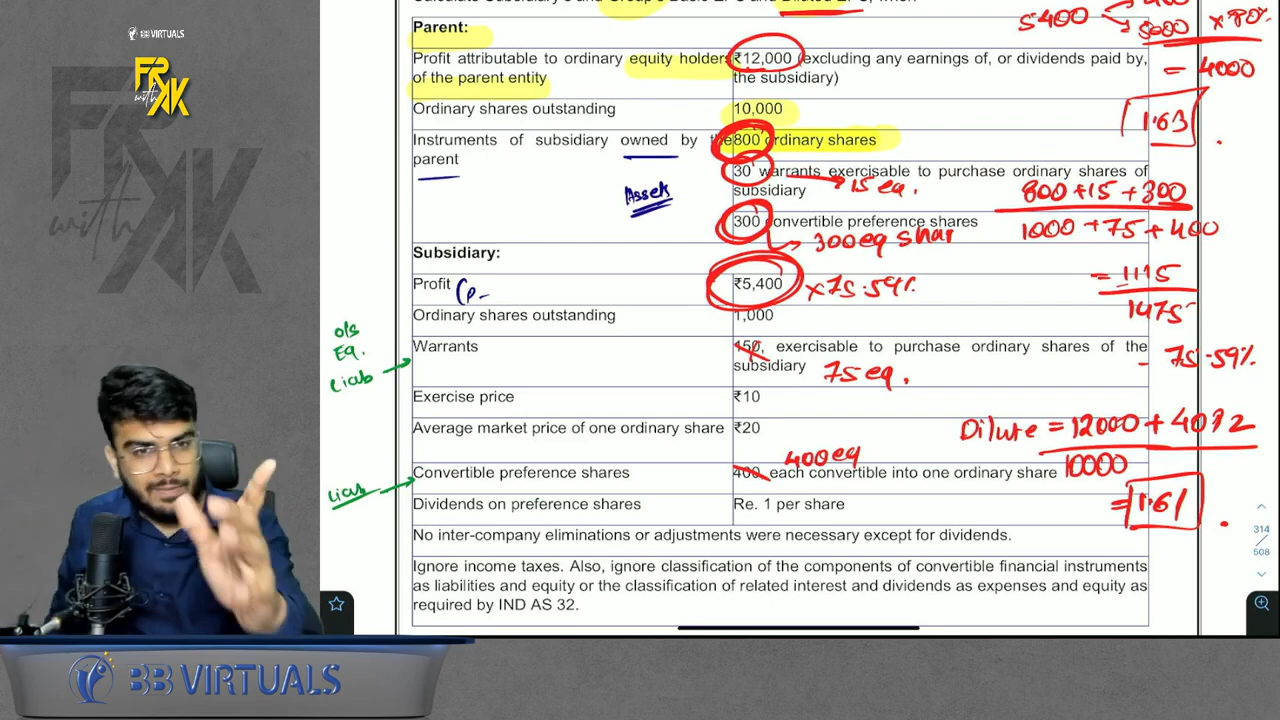 BB VIRTUALS
FR
with
AK
Parent:
5400
5000 × 80%
Profit attributable to ordinary equity holders of the parent entity
₹12,000 (excluding any earnings of, or dividends paid by, the subsidiary)
= 4000
Ordinary shares outstanding
10,000
1.63
Instruments of subsidiary owned by the parent
800 ordinary shares
Asset
30 warrants exercisable to purchase ordinary shares of subsidiary
15 eq.
800 + 15 + 300
1000 + 75 + 400
300 convertible preference shares
300 eq shar
Subsidiary:
= 1115
1475
Profit
₹5,400
× 75.59%
Ordinary shares outstanding
1,000
o/s
Eq.
Liab
Warrants
150, exercisable to purchase ordinary shares of the subsidiary
75 eq.
75.59%
Exercise price
₹10
Average market price of one ordinary share
₹20
Dilute = 12000 + 4082
10000
400 eq
Liab
Convertible preference shares
400, each convertible into one ordinary share
= 1.61
Dividends on preference shares
Re. 1 per share
No inter-company eliminations or adjustments were necessary except for dividends.
Ignore income taxes. Also, ignore classification of the components of convertible financial instruments
as liabilities and equity or the classification of related interest and dividends as expenses and equity as
required by IND AS 32.
314
508
BB VIRTUALS